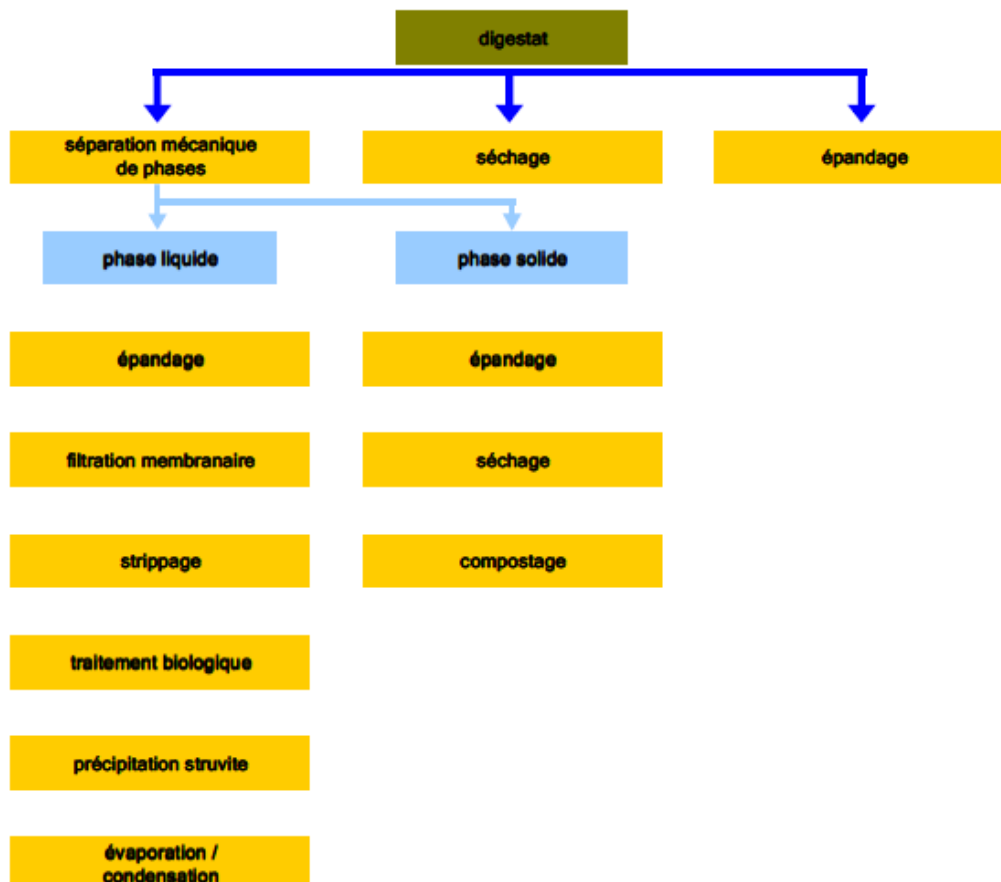 digestat
séparation mécanique
de phases
séchage
épandage
phase liquide
phase solide
épandage
épandage
filtration membranaire
séchage
strippage
compostage
traitement biologique
précipitation struvite
évaporation /
condensation